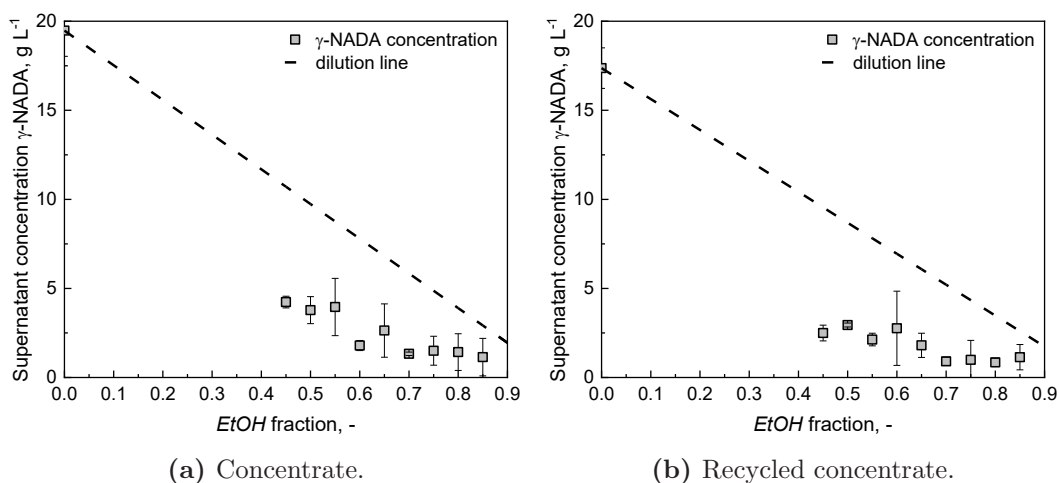 20
15
10
5
0
0.0 0.1 0.2 0.3 0.4 0.5 0.6 0.7 0.8 0.9
Supernatant concentration γ-NADA, g L⁻¹
EtOH fraction, -
γ-NADA concentration
dilution line
(a) Concentrate.
20
15
10
5
0
0.0 0.1 0.2 0.3 0.4 0.5 0.6 0.7 0.8 0.9
Supernatant concentration γ-NADA, g L⁻¹
EtOH fraction, -
γ-NADA concentration
dilution line
(b) Recycled concentrate.